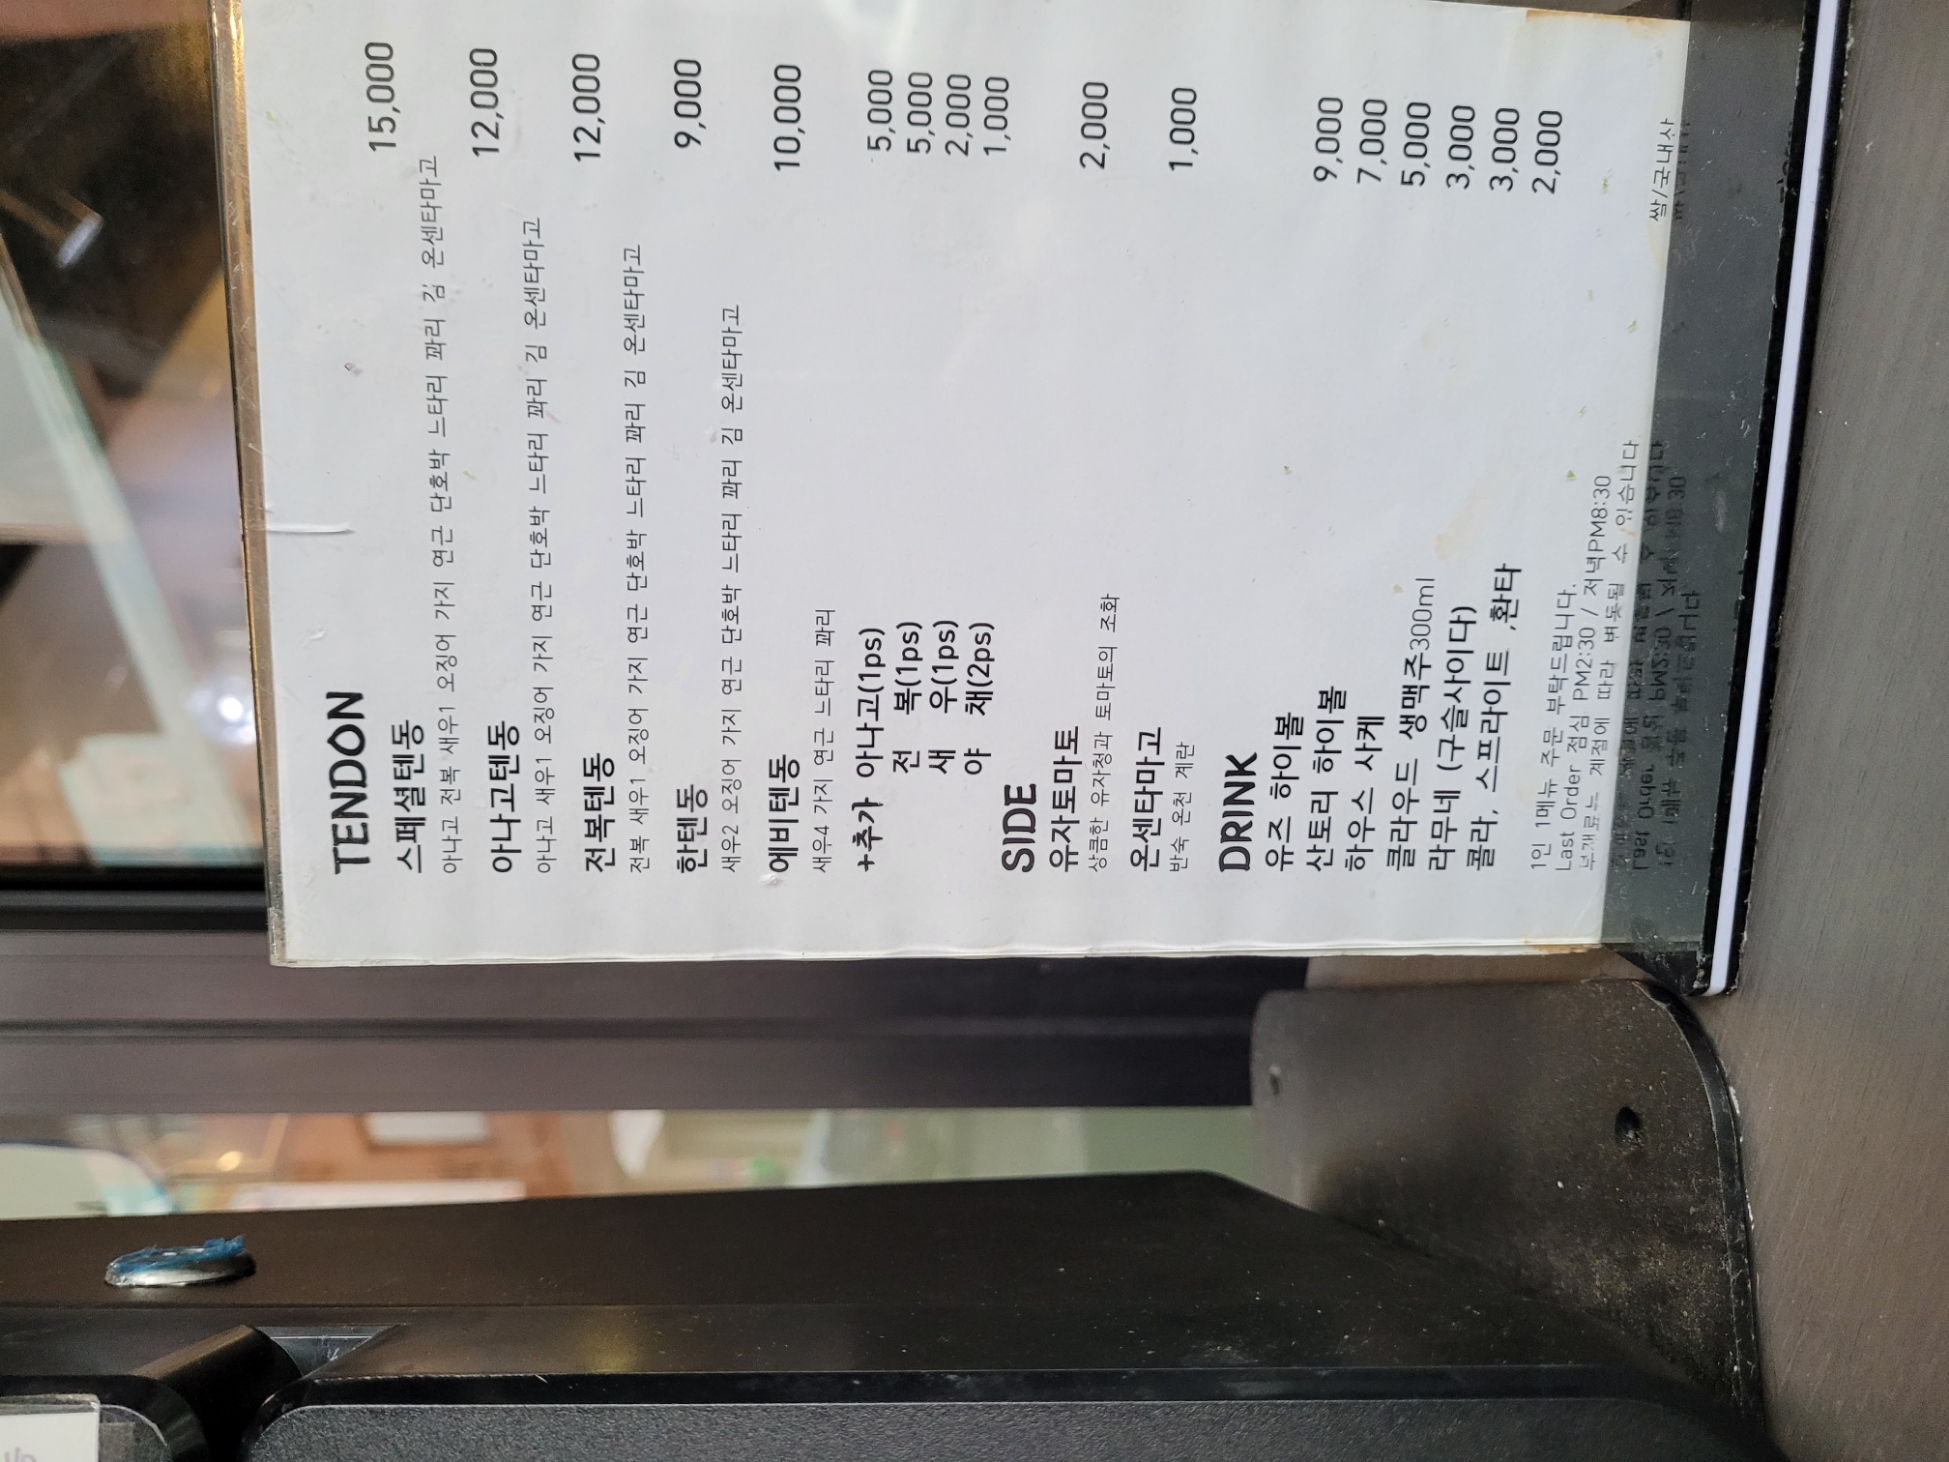 TENDON
스페셜텐동 15,000
아나고 전복 새우1 오징어 가지 연근 단호박 느타리 꽈리 김 온센타마고
아나고텐동 12,000
아나고 새우1 오징어 가지 연근 단호박 느타리 꽈리 김 온센타마고
전복텐동 12,000
전복 새우1 오징어 가지 연근 단호박 느타리 꽈리 김 온센타마고
한텐동 9,000
새우2 오징어 가지 연근 단호박 느타리 꽈리 김 온센타마고
에비텐동 10,000
새우4 가지 연근 느타리 꽈리
+추가 아나고(1ps) 5,000
전 복(1ps) 5,000
새 우(1ps) 2,000
야 채(2ps) 1,000
SIDE
유자토마토 2,000
상큼한 유자청과 토마토의 조화
온센타마고 1,000
반숙 온천 계란
DRINK
유즈 하이볼 9,000
산토리 하이볼 7,000
하우스 사케 5,000
클라우드 생맥주300ml 3,000
라무네 (구슬사이다) 3,000
콜라, 스프라이트 ,환타 2,000
1인 1메뉴 주문 부탁드립니다.
Last Order 점심 PM2:30 / 저녁PM8:30
부재료는 계절에 따라 변동될 수 있습니다
쌀/국내산